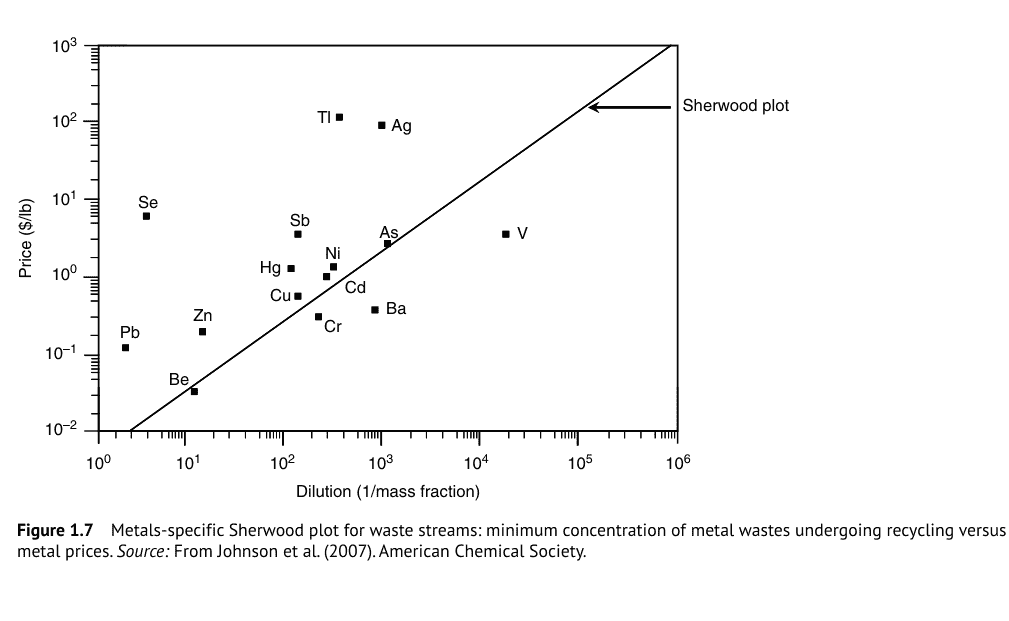 10³
Sherwood plot
Tl
Ag
10²
Se
10¹
Sb
V
As
Ni
Hg
10⁰
Cd
Cu
Ba
Zn
Cr
Pb
10⁻¹
Be
10⁻²
Price ($/lb)
10⁰ 10¹ 10² 10³ 10⁴ 10⁵ 10⁶
Dilution (1/mass fraction)
Figure 1.7 Metals-specific Sherwood plot for waste streams: minimum concentration of metal wastes undergoing recycling versus
metal prices. Source: From Johnson et al. (2007). American Chemical Society.